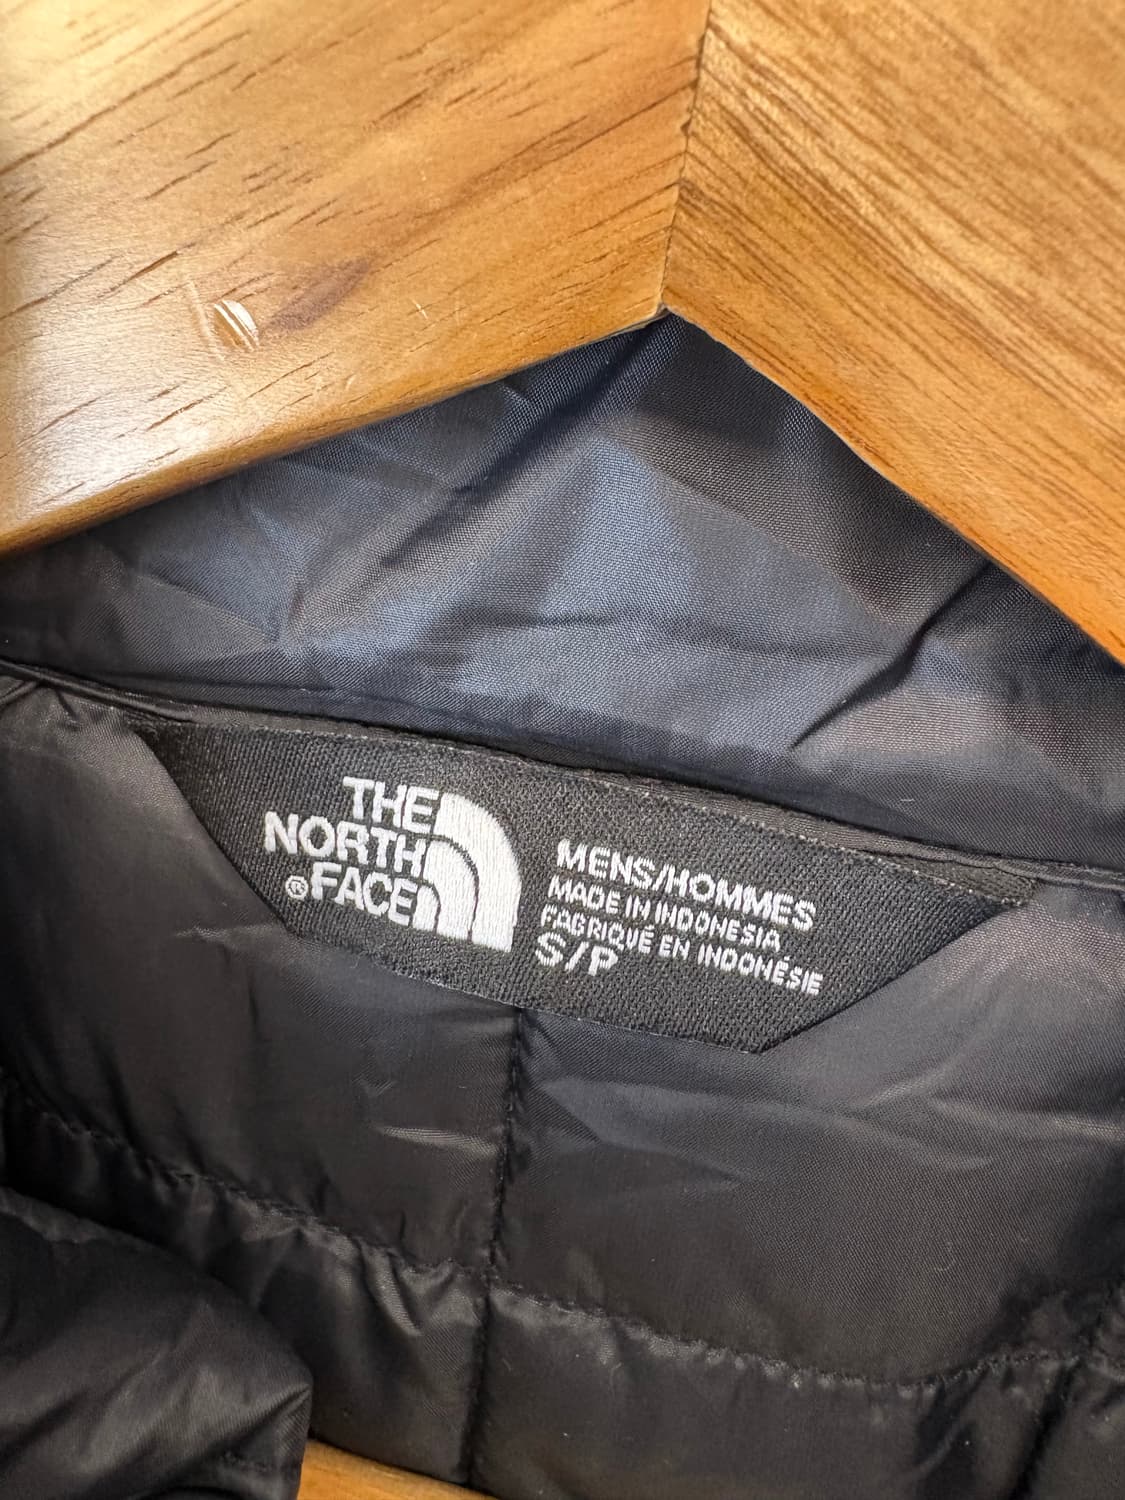 THE
NORTH
FACE
®
MENS/HOMMES
MADE IN INDONESIA
FABRIQUÉ EN INDONÉSIE
S/P